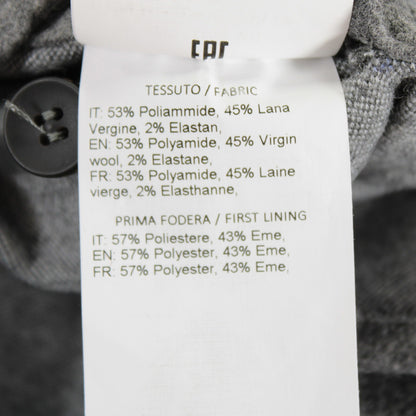 EAC
TESSUTO / FABRIC
IT: 53% Poliammide, 45% Lana
Vergine, 2% Elastan,
EN: 53% Polyamide, 45% Virgin
wool, 2% Elastane,
FR: 53% Polyamide, 45% Laine
vierge, 2% Elasthanne,
PRIMA FODERA / FIRST LINING
IT: 57% Poliestere, 43% Eme,
EN: 57% Polyester, 43% Eme,
FR: 57% Polyester, 43% Eme,